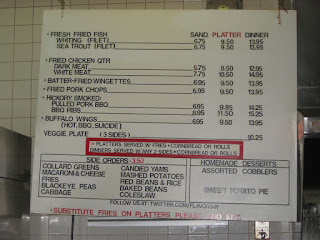 SAND. PLATTER DINNER
• FRESH FRIED FISH
WHITING (FILET) 6.75 9.50 13.95
SEA TROUT (FILET) 6.75 9.50 13.95
• FRIED CHICKEN QTR
DARK MEAT 5.75 9.50 12.95
WHITE MEAT 7.75 10.50 14.95
• BATTER-FRIED WINGETTES 6.95 9.50 13.95
• FRIED PORK CHOPS 6.95 9.50 13.95
• HICKORY SMOKED:
PULLED PORK BBQ 6.95 9.95 14.25
BBQ RIBS 6.95 11.50 15.25
• BUFFALO WINGS 6.95 9.50 13.95
(HOT, BBQ, SUICIDE)
VEGGIE PLATE (3 SIDES) 10.25
• PLATTERS SERVED W/ FRIES • CORNBREAD OR ROLLS
DINNERS SERVED W/ ANY 2 SIDES • CORNBREAD OR ROLLS
SIDE ORDERS - 3.50
COLLARD GREENS
MACARONI & CHEESE
FRIES
BLACKEYE PEAS
CABBAGE
CANDIED YAMS
MASHED POTATOES
RED BEANS & RICE
BAKED BEANS
COLESLAW
HOMEMADE DESSERTS
ASSORTED COBBLERS
SWEET POTATO PIE
FOLLOW US AT: TWITTER.COM/
*SUBSTITUTE FRIES ON PLATTERS PLEASE ADD